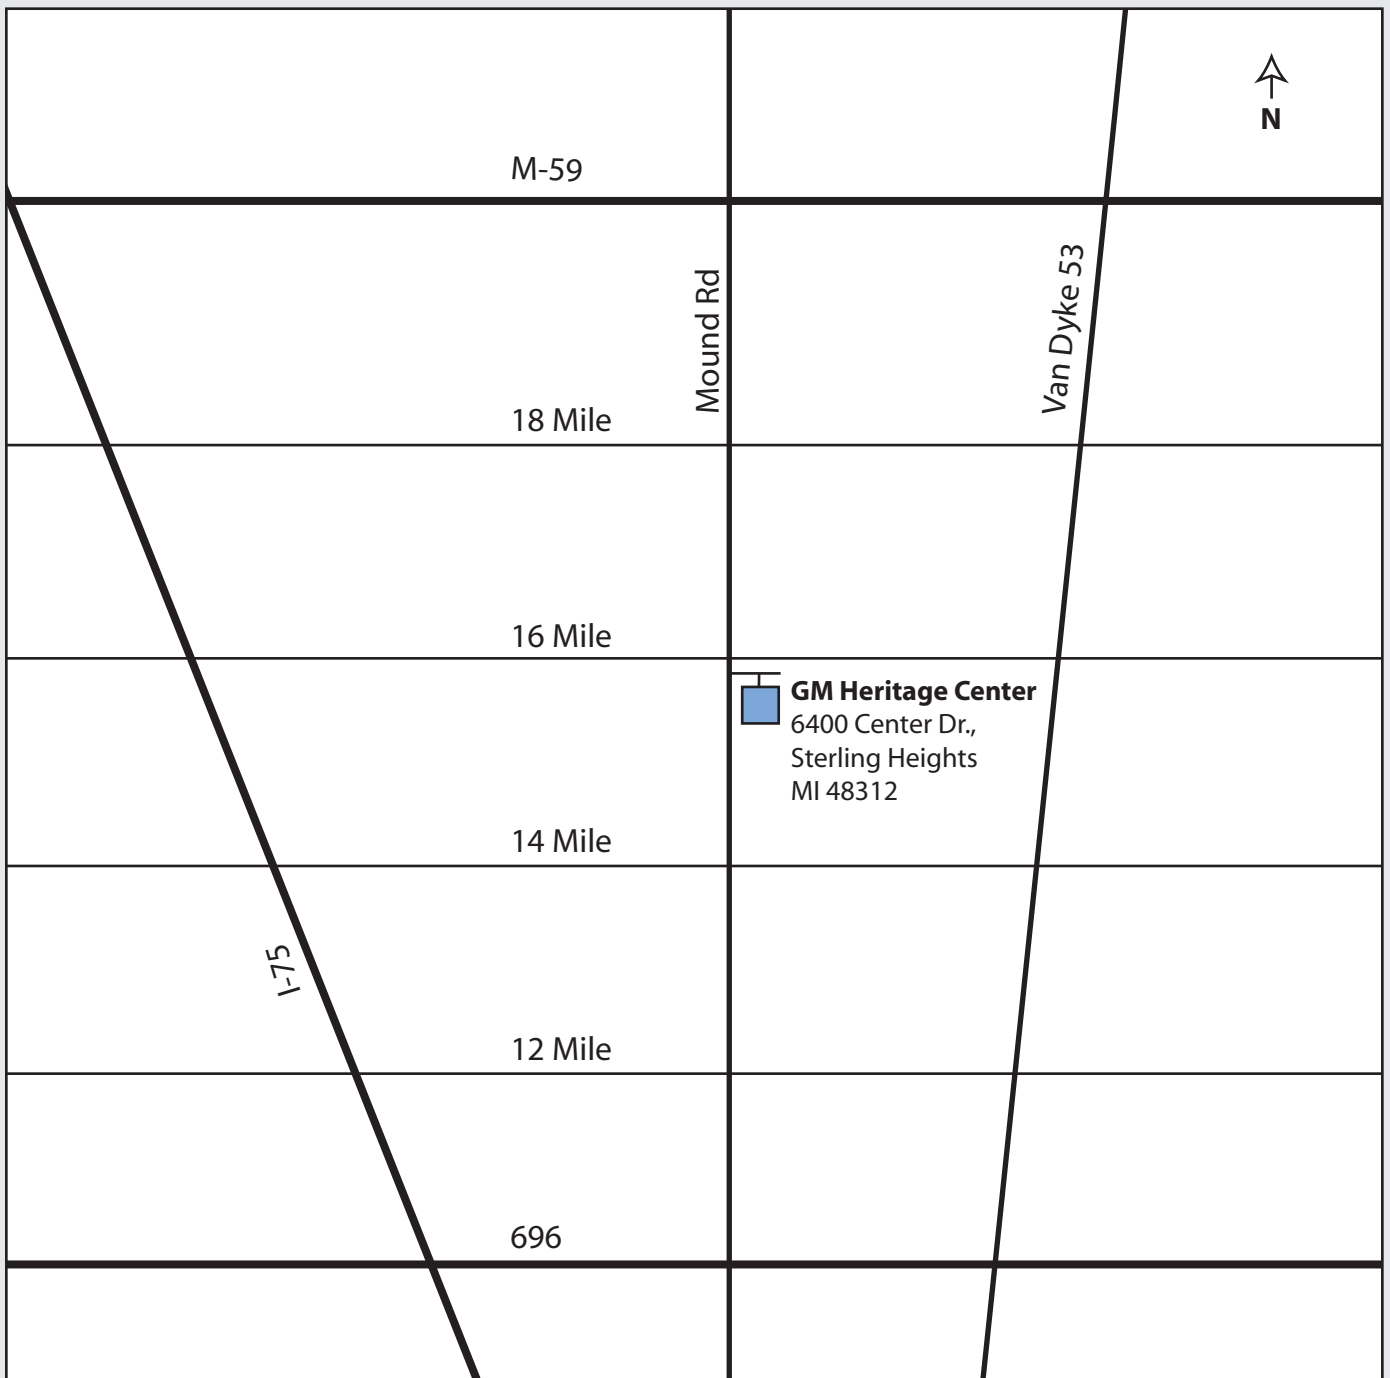 N
M-59
Mound Rd
Van Dyke 53
18 Mile
16 Mile
GM Heritage Center
6400 Center Dr.,
Sterling Heights
MI 48312
14 Mile
I-75
12 Mile
696